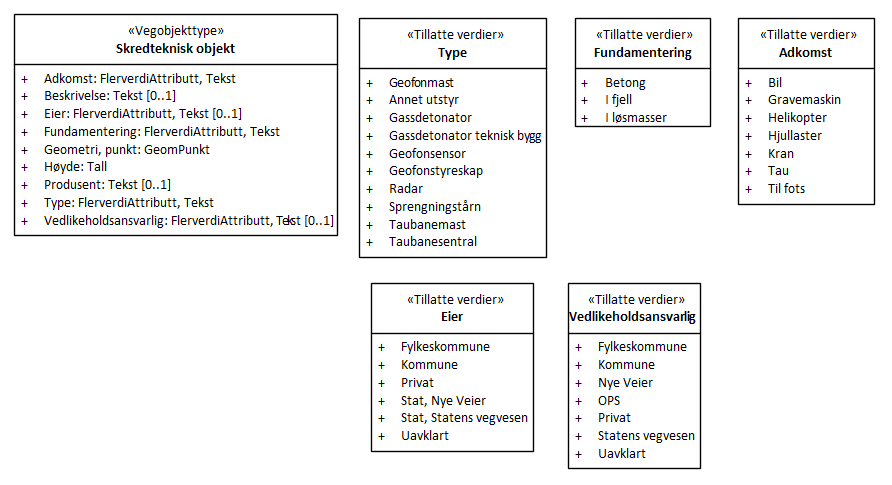 «Vegobjekttype»
Skredteknisk objekt
+ Adkomst: FlerverdiAttributt, Tekst
+ Beskrivelse: Tekst [0..1]
+ Eier: FlerverdiAttributt, Tekst [0..1]
+ Fundamentering: FlerverdiAttributt, Tekst
+ Geometri, punkt: GeomPunkt
+ Høyde: Tall
+ Produsent: Tekst [0..1]
+ Type: FlerverdiAttributt, Tekst
+ Vedlikeholdsansvarlig: FlerverdiAttributt, Tekst [0..1]
«Tillatte verdier»
Type
+ Geofonmast
+ Annet utstyr
+ Gassdetonator
+ Gassdetonator teknisk bygg
+ Geofonsensor
+ Geofonstyreskap
+ Radar
+ Sprengningstårn
+ Taubanemast
+ Taubanesentral
«Tillatte verdier»
Fundamentering
+ Betong
+ I fjell
+ I løsmasser
«Tillatte verdier»
Adkomst
+ Bil
+ Gravemaskin
+ Helikopter
+ Hjullaster
+ Kran
+ Tau
+ Til fots
«Tillatte verdier»
Eier
+ Fylkeskommune
+ Kommune
+ Privat
+ Stat, Nye Veier
+ Stat, Statens vegvesen
+ Uavklart
«Tillatte verdier»
Vedlikeholdsansvarlig
+ Fylkeskommune
+ Kommune
+ Nye Veier
+ OPS
+ Privat
+ Statens vegvesen
+ Uavklart